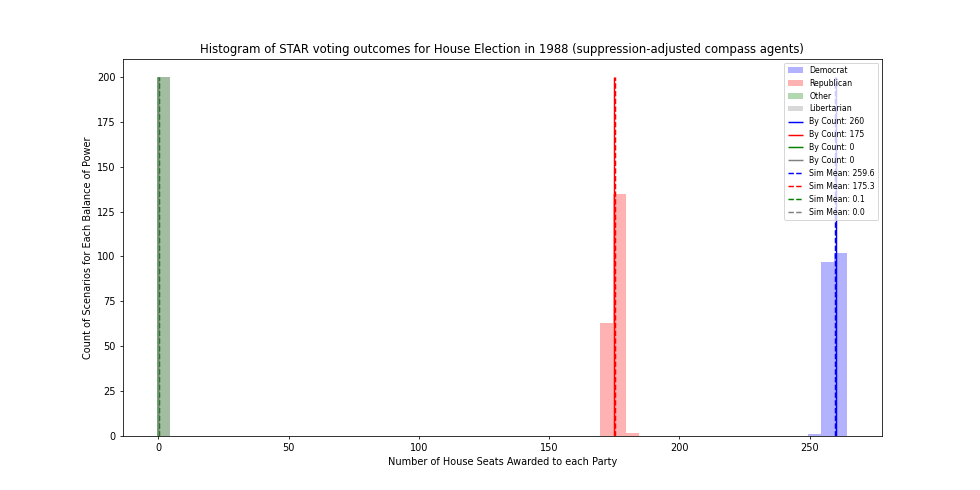 Histogram of STAR voting outcomes for House Election in 1988 (suppression-adjusted compass agents)
Count of Scenarios for Each Balance of Power
200
175
150
125
100
75
50
25
0
Democrat
Republican
Other
Libertarian
By Count: 260
By Count: 175
By Count: 0
By Count: 0
Sim Mean: 259.6
Sim Mean: 175.3
Sim Mean: 0.1
Sim Mean: 0.0
0 50 100 150 200 250
Number of House Seats Awarded to each Party